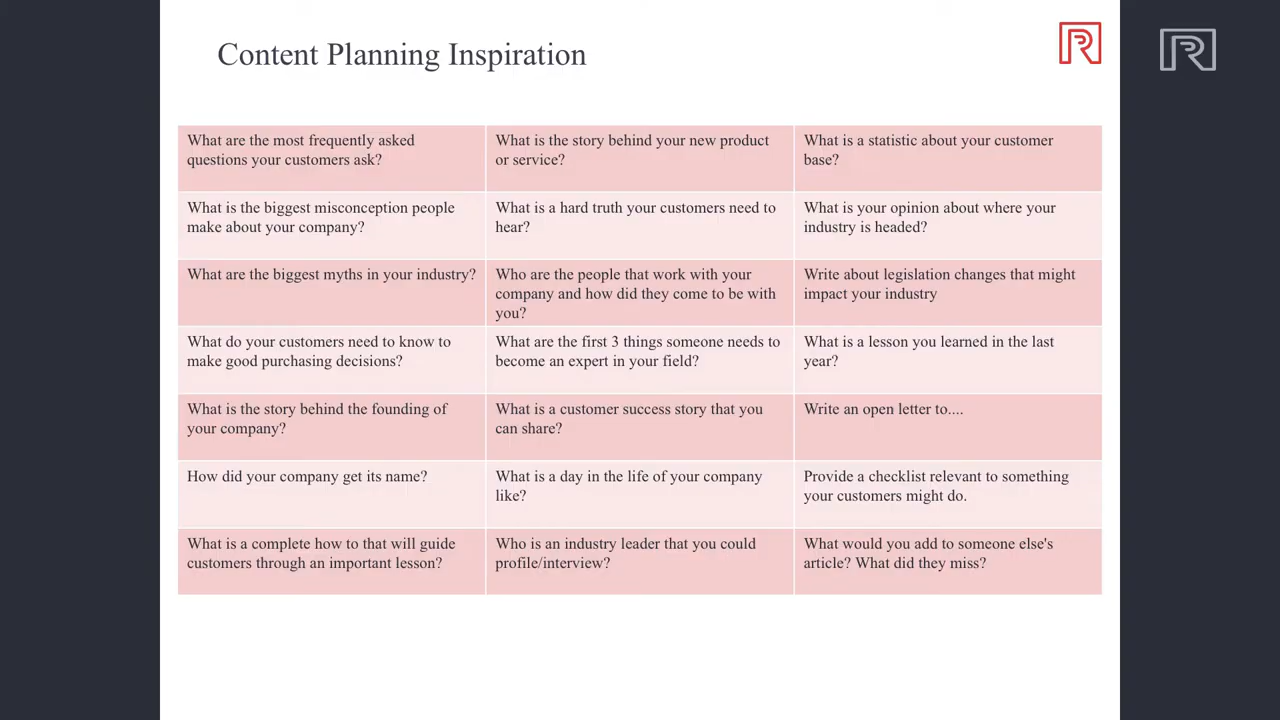 Content Planning Inspiration
What are the most frequently asked
questions your customers ask?
What is the story behind your new product
or service?
What is a statistic about your customer
base?
What is the biggest misconception people
make about your company?
What is a hard truth your customers need to
hear?
What is your opinion about where your
industry is headed?
What are the biggest myths in your industry?
Who are the people that work with your
company and how did they come to be with
you?
Write about legislation changes that might
impact your industry
What do your customers need to know to
make good purchasing decisions?
What are the first 3 things someone needs to
become an expert in your field?
What is a lesson you learned in the last
year?
What is the story behind the founding of
your company?
What is a customer success story that you
can share?
Write an open letter to....
How did your company get its name?
What is a day in the life of your company
like?
Provide a checklist relevant to something
your customers might do.
What is a complete how to that will guide
customers through an important lesson?
Who is an industry leader that you could
profile/interview?
What would you add to someone else's
article? What did they miss?